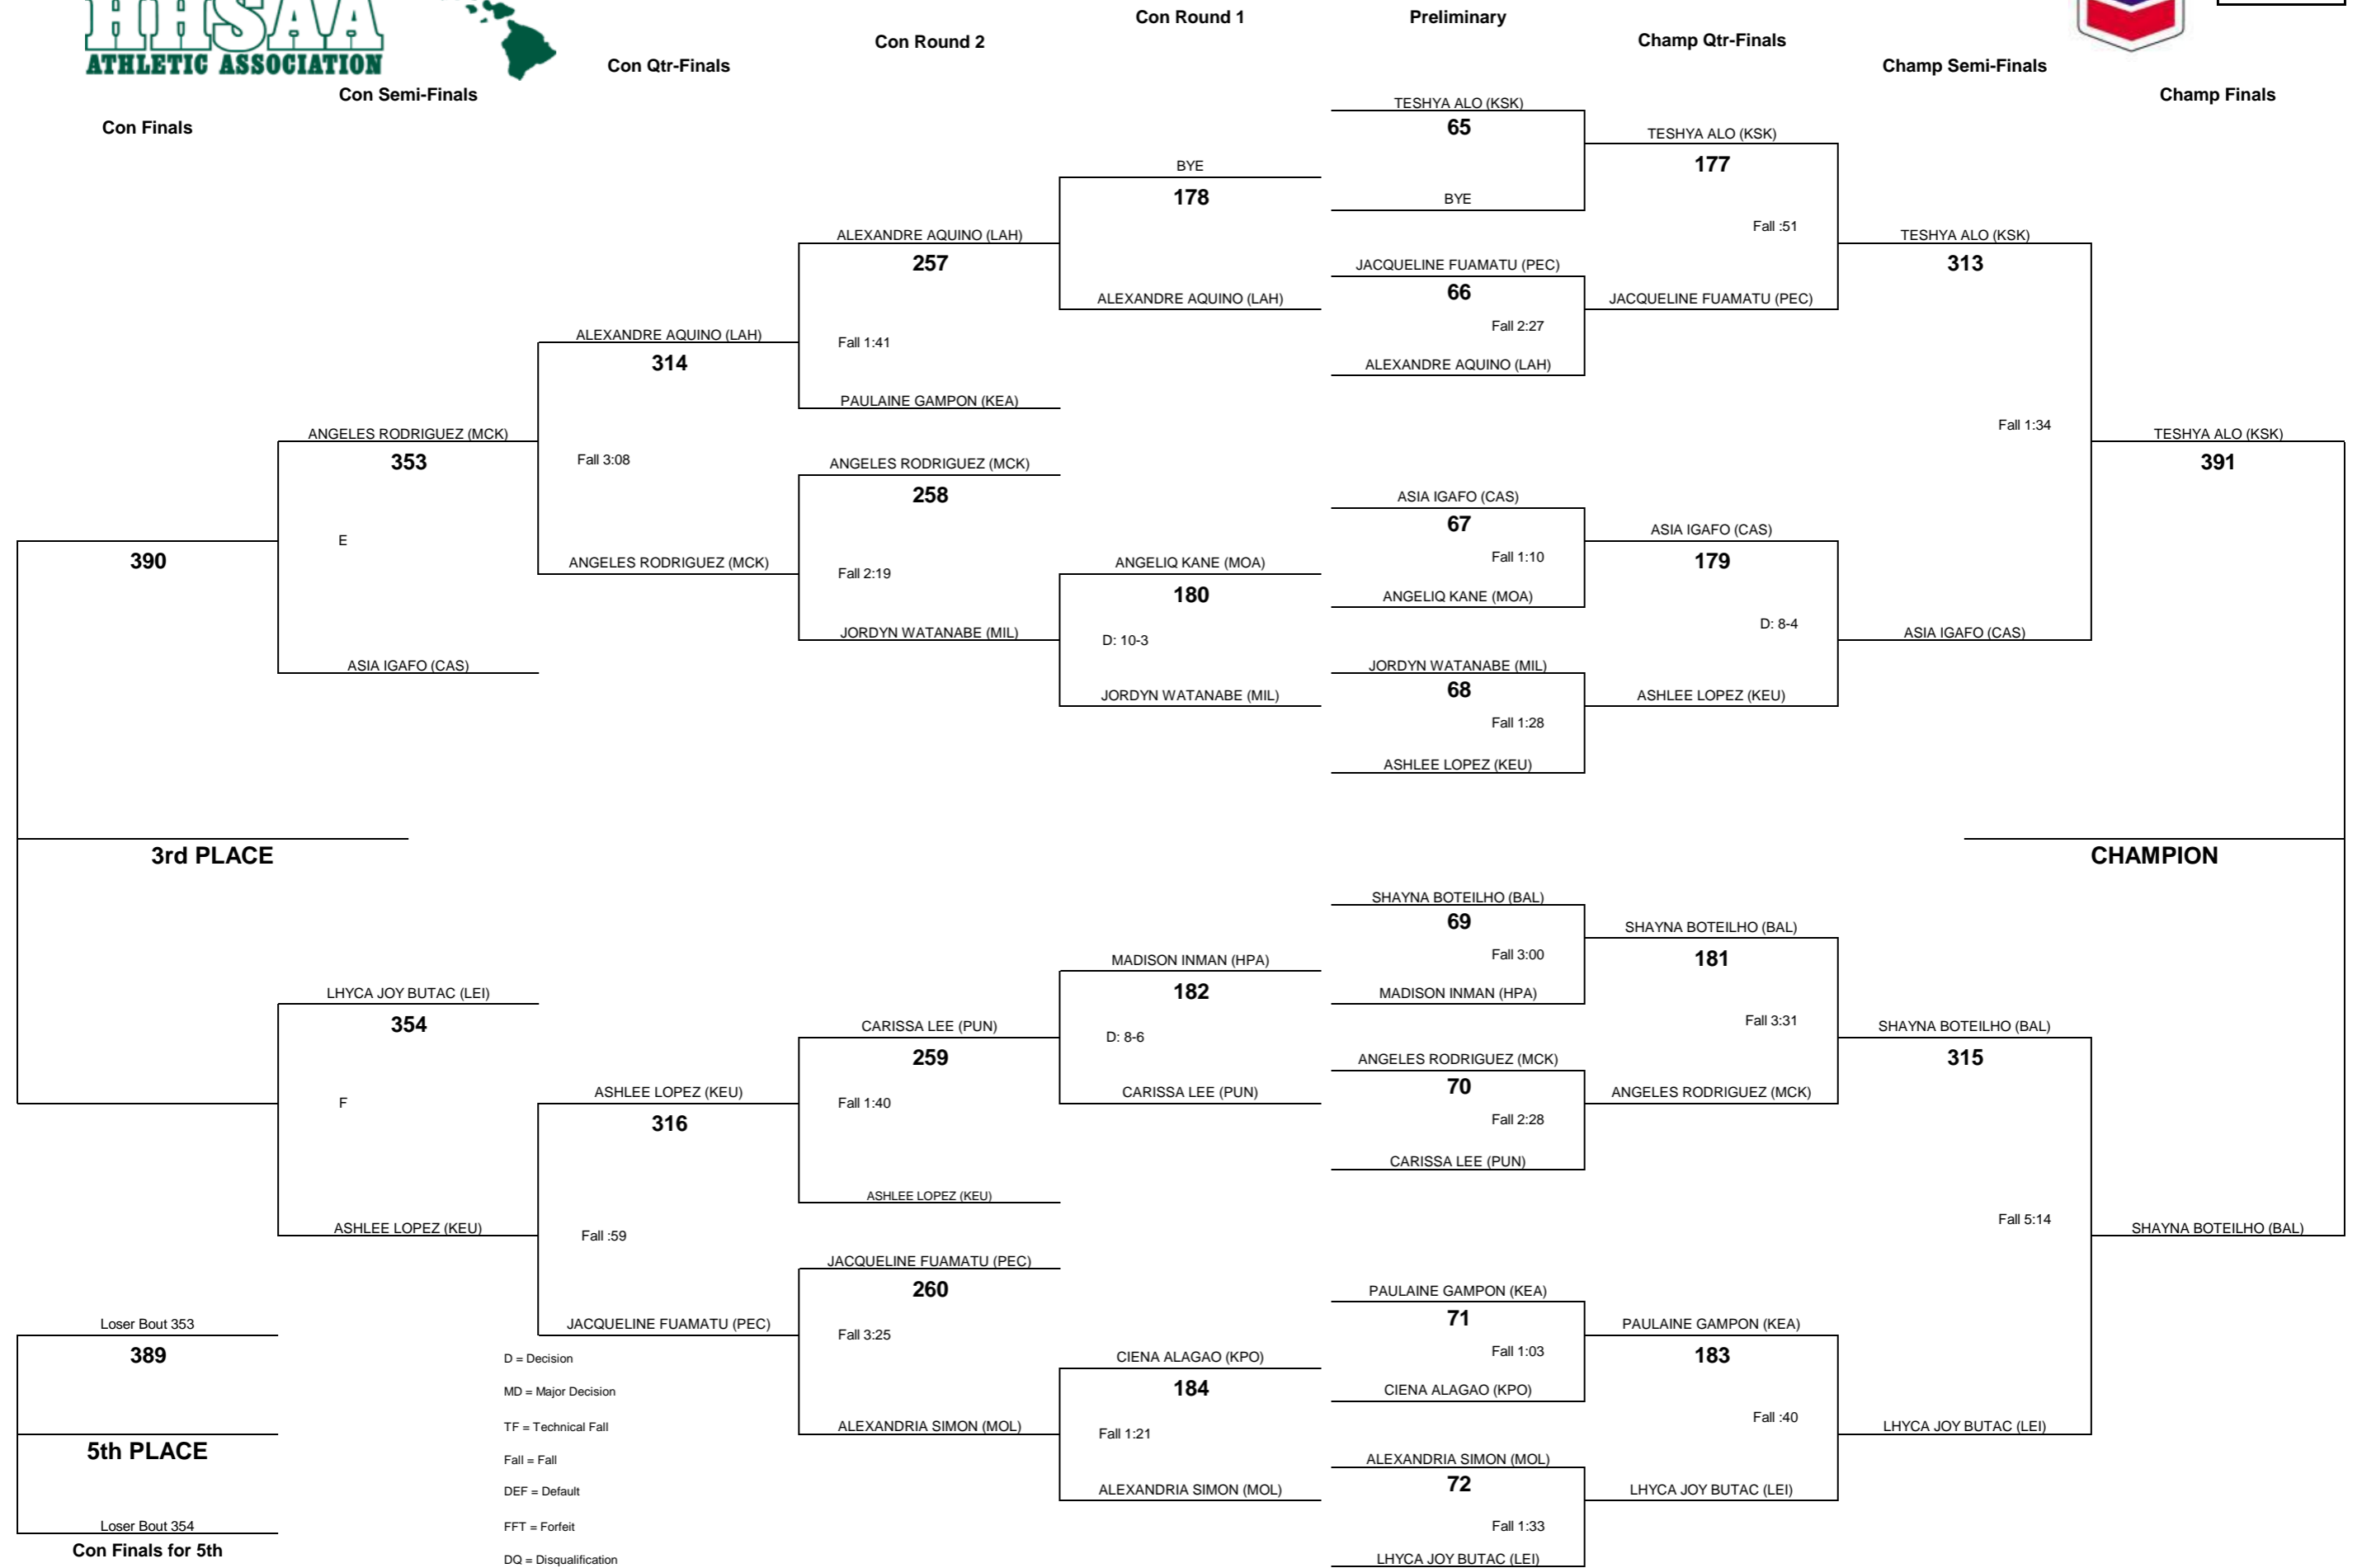 HHSAA
ATHLETIC ASSOCIATION
Con Finals
Con Semi-Finals
Con Qtr-Finals
Con Round 2
Con Round 1
Preliminary
Champ Qtr-Finals
Champ Semi-Finals
Champ Finals
TESHYA ALO (KSK)
65
BYE
JACQUELINE FUAMATU (PEC)
66
Fall 2:27
ALEXANDRE AQUINO (LAH)
ASIA IGAFO (CAS)
67
Fall 1:10
ANGELIQ KANE (MOA)
JORDYN WATANABE (MIL)
68
Fall 1:28
ASHLEE LOPEZ (KEU)
SHAYNA BOTEILHO (BAL)
69
Fall 3:00
MADISON INMAN (HPA)
ANGELES RODRIGUEZ (MCK)
70
Fall 2:28
CARISSA LEE (PUN)
PAULAINE GAMPON (KEA)
71
Fall 1:03
CIENA ALAGAO (KPO)
ALEXANDRIA SIMON (MOL)
72
Fall 1:33
LHYCA JOY BUTAC (LEI)
TESHYA ALO (KSK)
177
Fall :51
JACQUELINE FUAMATU (PEC)
ASIA IGAFO (CAS)
179
D: 8-4
ASHLEE LOPEZ (KEU)
SHAYNA BOTEILHO (BAL)
181
Fall 3:31
ANGELES RODRIGUEZ (MCK)
PAULAINE GAMPON (KEA)
183
Fall :40
LHYCA JOY BUTAC (LEI)
TESHYA ALO (KSK)
313
Fall 1:34
ASIA IGAFO (CAS)
SHAYNA BOTEILHO (BAL)
315
Fall 5:14
LHYCA JOY BUTAC (LEI)
TESHYA ALO (KSK)
391
SHAYNA BOTEILHO (BAL)
CHAMPION
BYE
178
ALEXANDRE AQUINO (LAH)
ANGELIQ KANE (MOA)
180
D: 10-3
JORDYN WATANABE (MIL)
MADISON INMAN (HPA)
182
D: 8-6
CARISSA LEE (PUN)
CIENA ALAGAO (KPO)
184
Fall 1:21
ALEXANDRIA SIMON (MOL)
ALEXANDRE AQUINO (LAH)
257
Fall 1:41
PAULAINE GAMPON (KEA)
ANGELES RODRIGUEZ (MCK)
258
Fall 2:19
JORDYN WATANABE (MIL)
CARISSA LEE (PUN)
259
Fall 1:40
ASHLEE LOPEZ (KEU)
JACQUELINE FUAMATU (PEC)
260
Fall 3:25
ALEXANDRIA SIMON (MOL)
ALEXANDRE AQUINO (LAH)
314
Fall 3:08
ANGELES RODRIGUEZ (MCK)
ASHLEE LOPEZ (KEU)
316
Fall :59
JACQUELINE FUAMATU (PEC)
ANGELES RODRIGUEZ (MCK)
353
E
ASIA IGAFO (CAS)
LHYCA JOY BUTAC (LEI)
354
F
ASHLEE LOPEZ (KEU)
390
3rd PLACE
Loser Bout 353
389
5th PLACE
Loser Bout 354
Con Finals for 5th
D = Decision
MD = Major Decision
TF = Technical Fall
Fall = Fall
DEF = Default
FFT = Forfeit
DQ = Disqualification